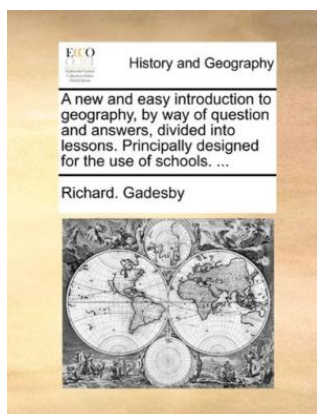 ECCO
History and Geography
A new and easy introduction to
geography, by way of question
and answers, divided into
lessons. Principally designed
for the use of schools. ...
Richard. Gadesby